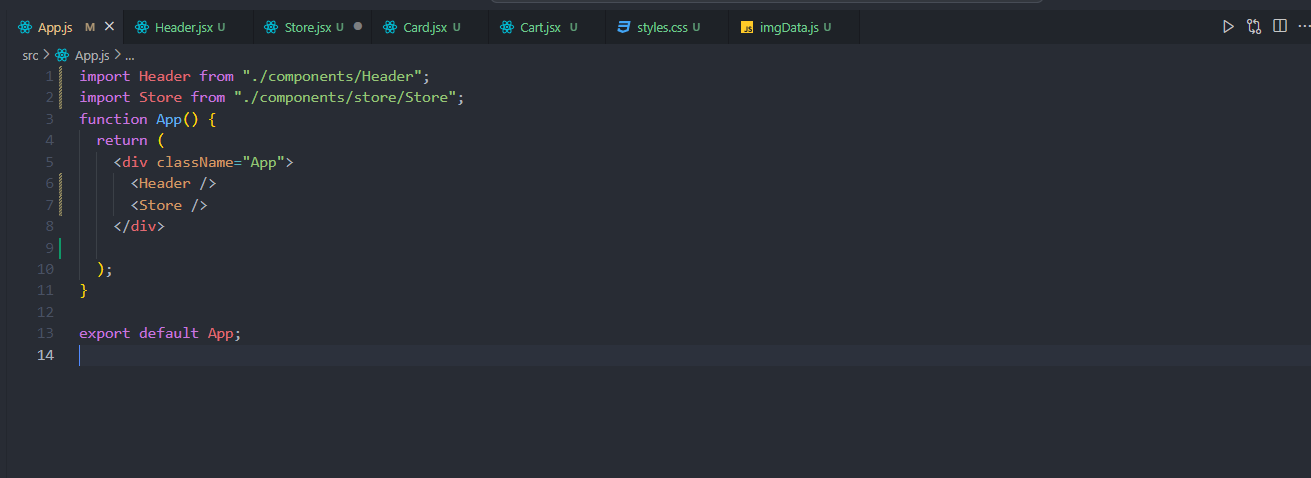 App.js M Header.jsx U Store.jsx U Card.jsx U Cart.jsx U styles.css U JS imgData.js U
src > App.js > ...
1 import Header from "./components/Header";
2 import Store from "./components/store/Store";
3 function App() {
4 return (
5 <div className="App">
6 <Header />
7 <Store />
8 </div>
9
10 );
11 }
12
13 export default App;
14